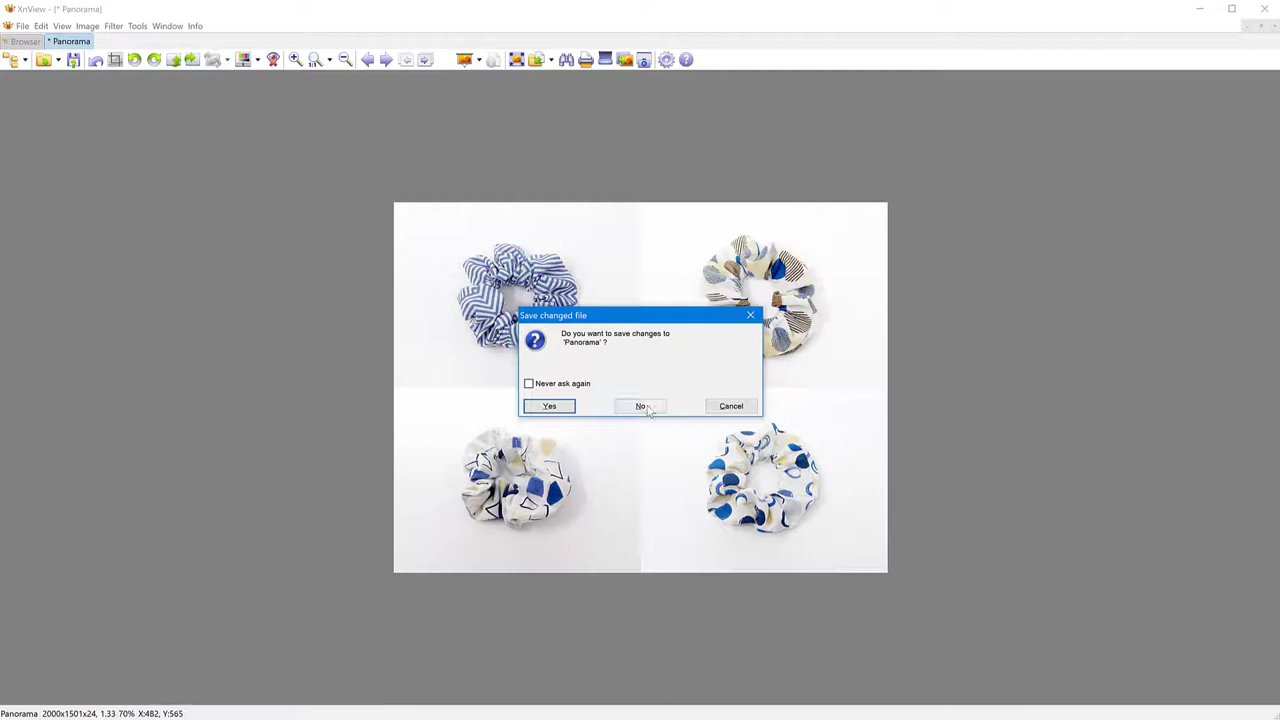 XnView - [* Panorama]
File Edit View Image Filter Tools Window Info
Browser * Panorama
Save changed file
Do you want to save changes to
'Panorama' ?
Never ask again
Yes No Cancel
Panorama 2000x1501x24, 1.33 70% X:482, Y:565